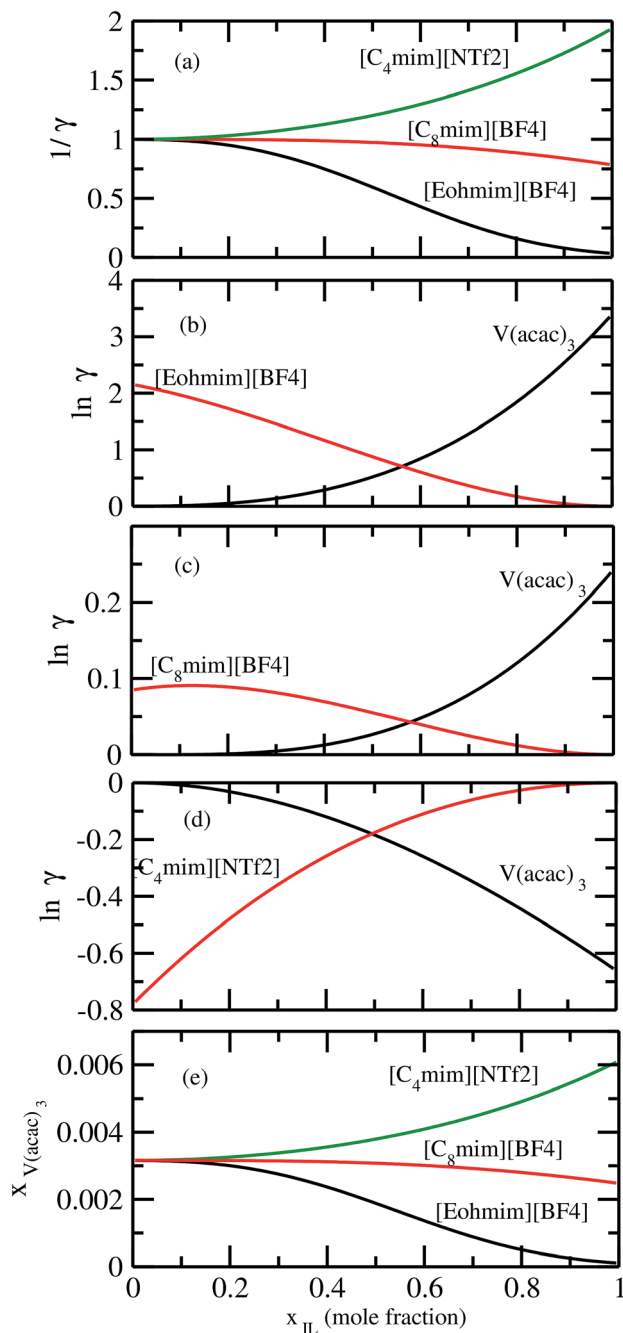 2
(a)
[C4mim][NTf2]
1.5
1/γ
1
[C8mim][BF4]
0.5
[Eohmim][BF4]
0
4
(b)
V(acac)3
3
[Eohmim][BF4]
ln γ
2
1
0
(c)
V(acac)3
0.2
[C8mim][BF4]
ln γ
0.1
0
0
(d)
-0.2
[C4mim][NTf2]
V(acac)3
ln γ
-0.4
-0.6
-0.8
(e)
0.006
[C4mim][NTf2]
x V(acac)3
0.004
[C8mim][BF4]
0.002
[Eohmim][BF4]
0
0 0.2 0.4 0.6 0.8 1
xIL (mole fraction)